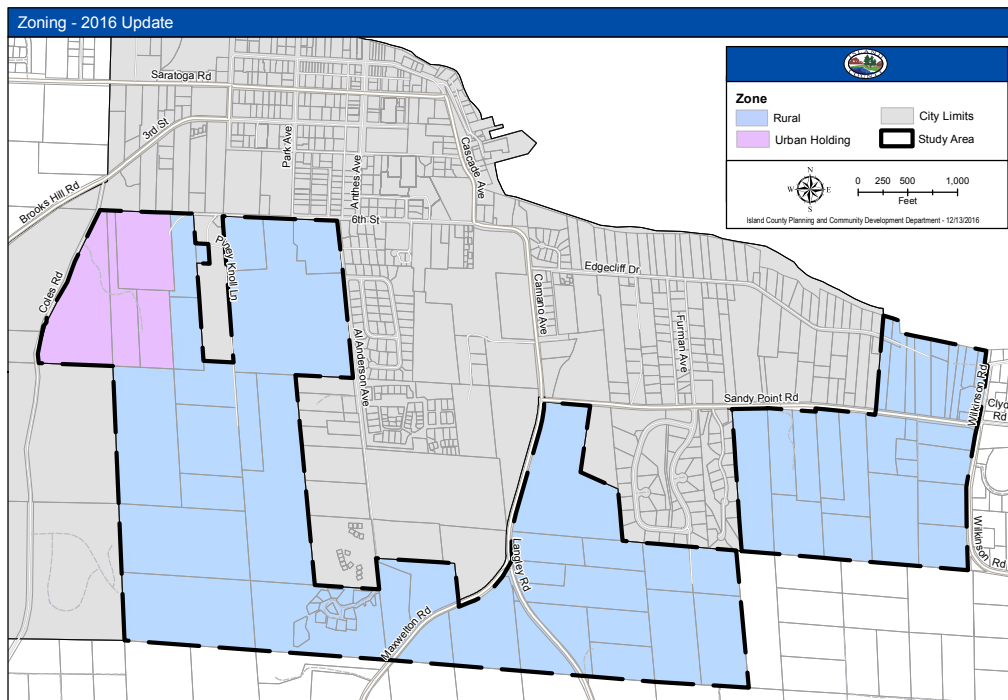 Zoning - 2016 Update
ISLAND
COUNTY
Zone
Rural
City Limits
Urban Holding
Study Area
N
W
E
S
0 250 500 1,000
Feet
Island County Planning and Community Development Department - 12/13/2016
Saratoga Rd
3rd St
Park Ave
Anthes Ave
Cascade Ave
Brooks Hill Rd
6th St
Piney Knoll Ln
Coles Rd
Edgecliff Dr
Camano Ave
Furman Ave
Al Anderson Ave
Sandy Point Rd
Wilkinson Rd
Clyd
Rd
Langley Rd
Wilkinson Rd
Maxwelton Rd